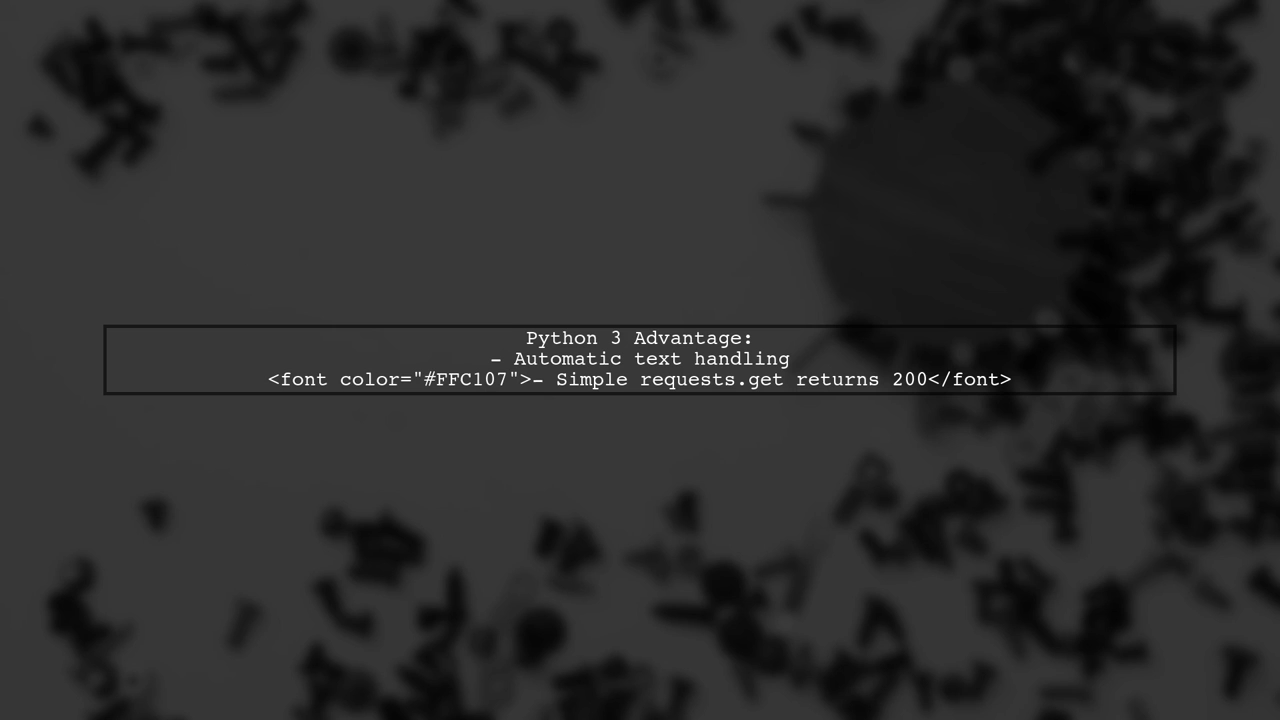 Python 3 Advantage:
- Automatic text handling
<font color="#FFC107">- Simple requests.get returns 200</font>